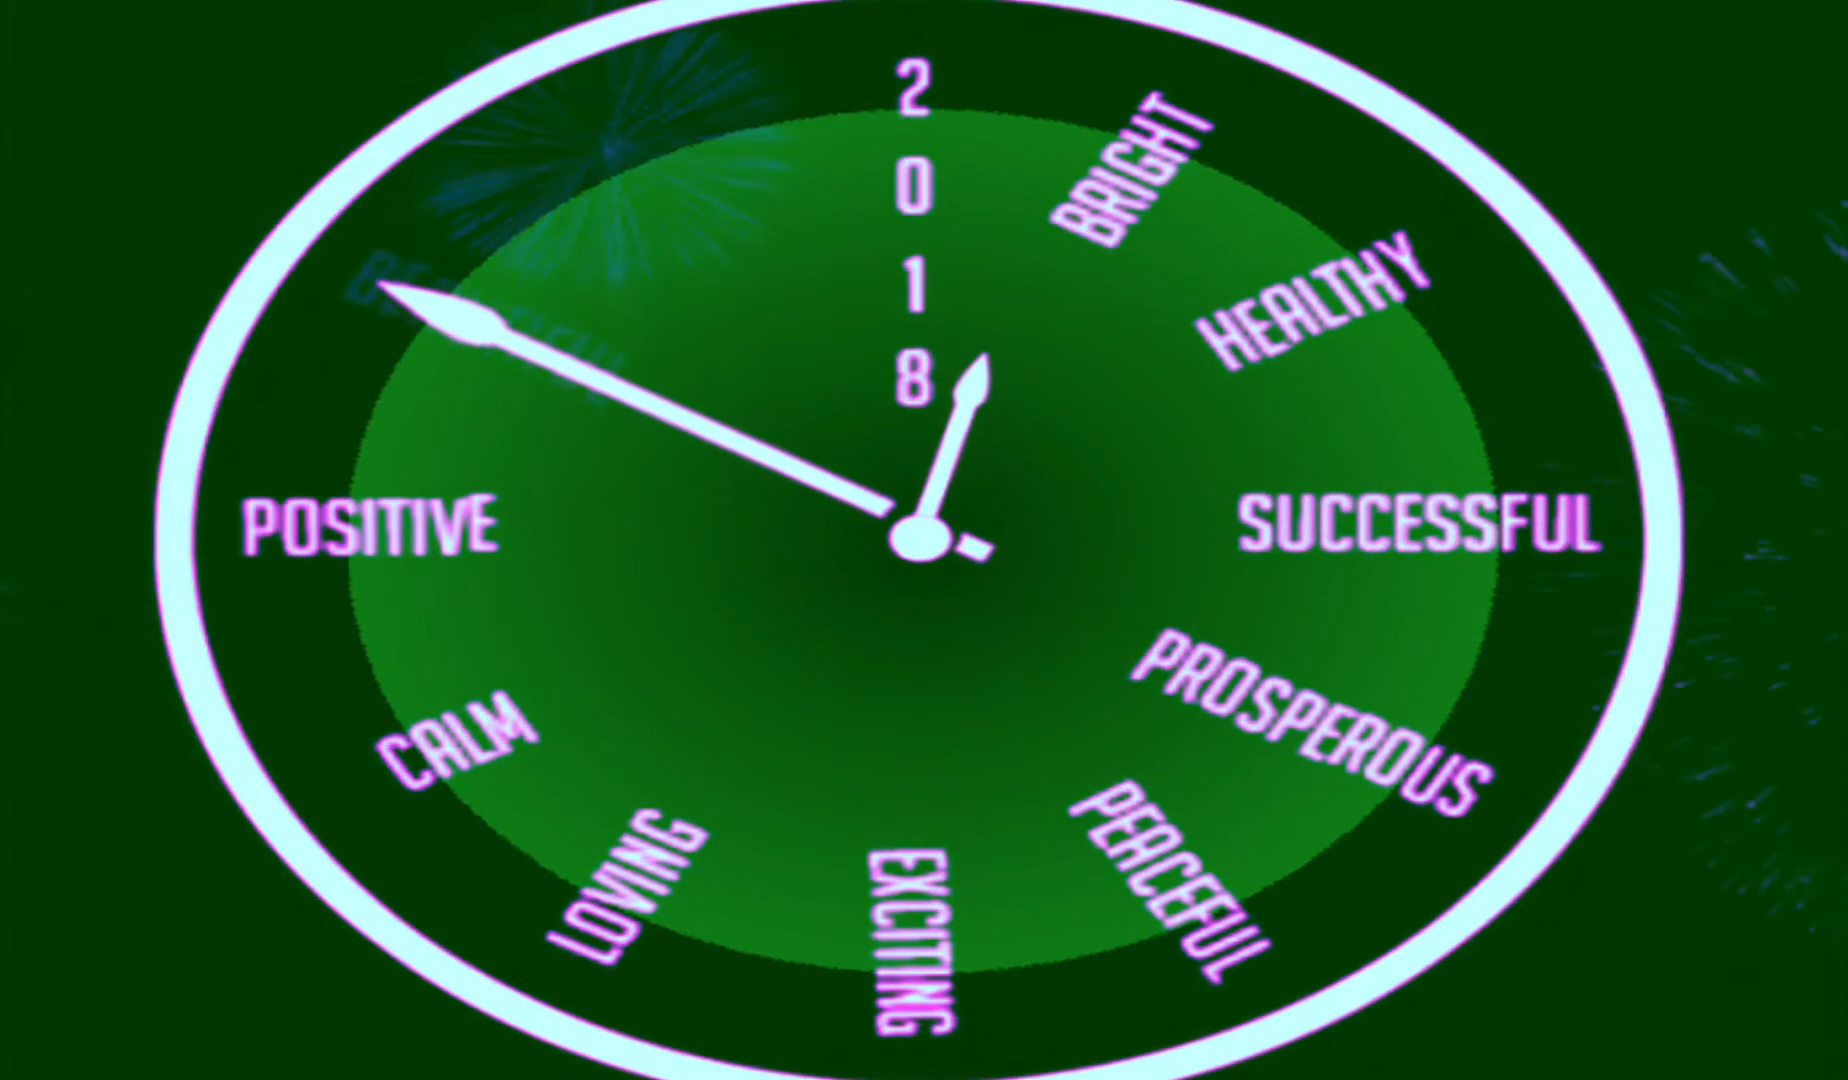 2
0
1
8
BRIGHT
HEALTHY
SUCCESSFUL
PROSPEROUS
PEACEFUL
EXCITING
LOVING
CALM
POSITIVE